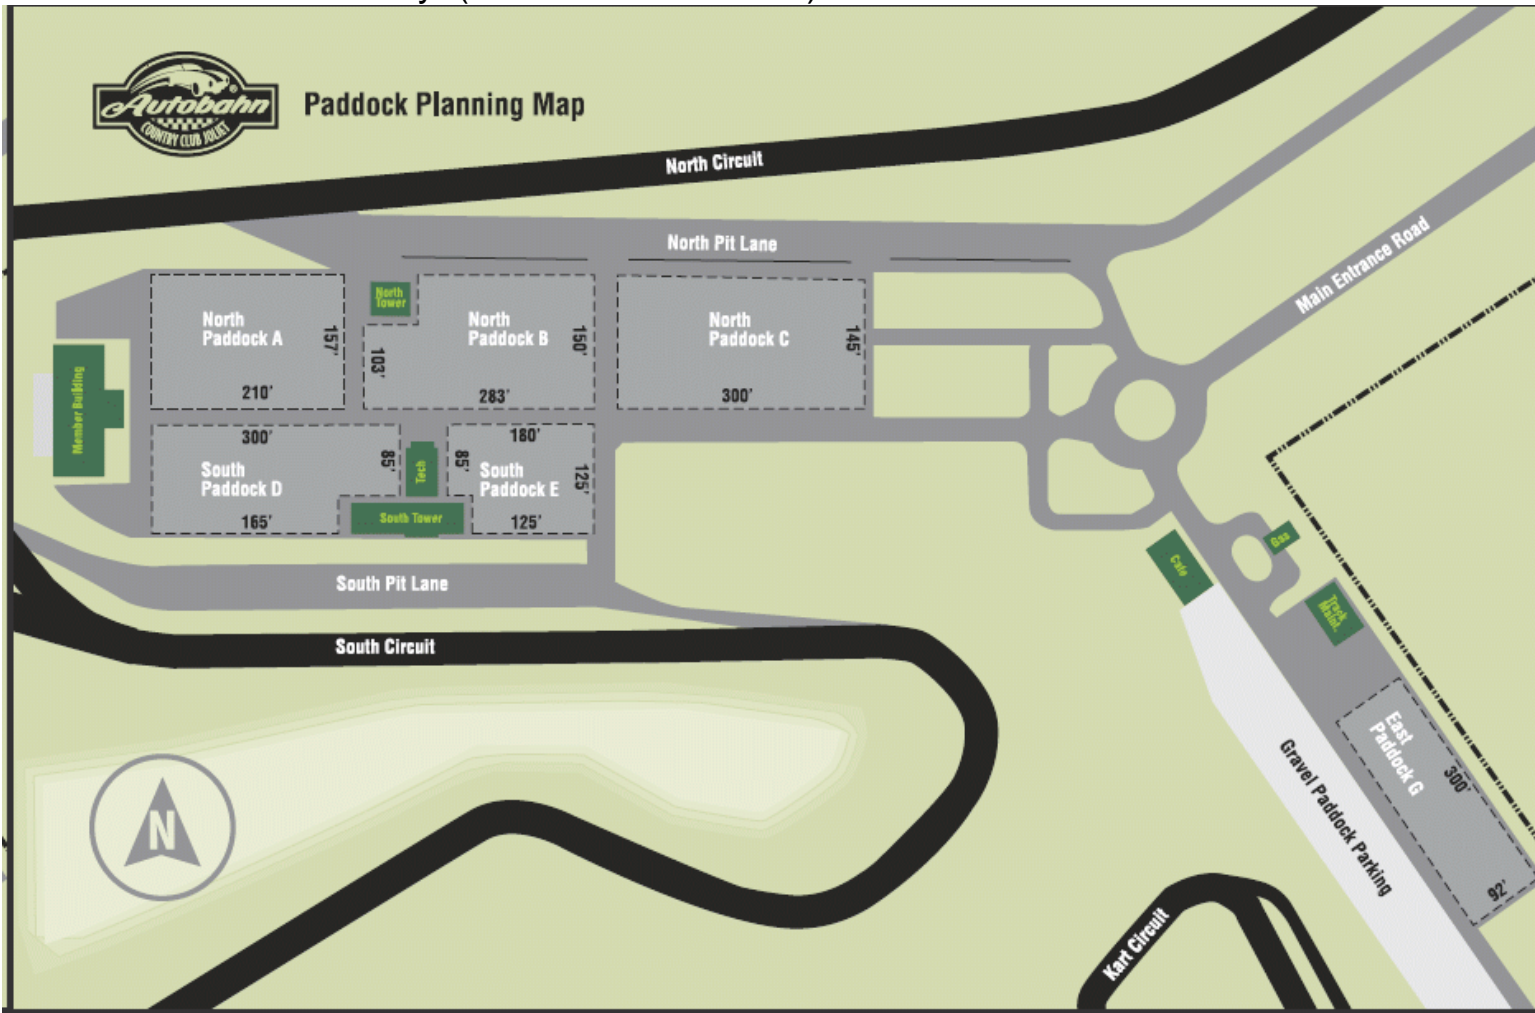 Autobahn
®
COUNTRY CLUB JOLIET
Paddock Planning Map
North Circuit
North Pit Lane
Main Entrance Road
North
Tower
North
Paddock A
157'
210'
North
Paddock B
103'
150'
283'
North
Paddock C
145'
300'
Member Building
300'
South
Paddock D
85'
165'
Tech
South Tower
180'
85'
South
Paddock E
125'
125'
South Pit Lane
South Circuit
Gas
Cafe
Track
Maint.
East
Paddock G
300'
92'
Gravel Paddock Parking
Kart Circuit
N